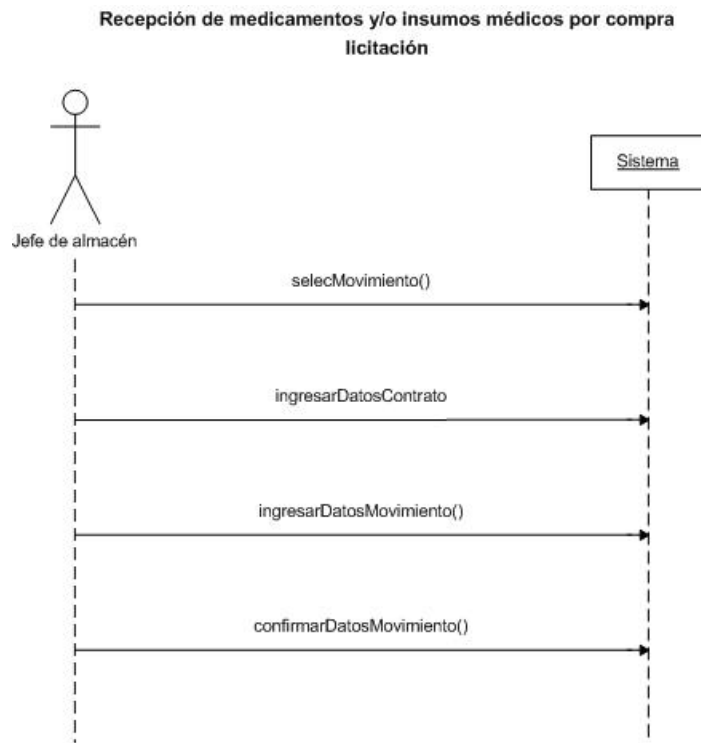 Recepción de medicamentos y/o insumos médicos por compra
licitación
Sistema
Jefe de almacén
selecMovimiento()
ingresarDatosContrato
ingresarDatosMovimiento()
confirmarDatosMovimiento()